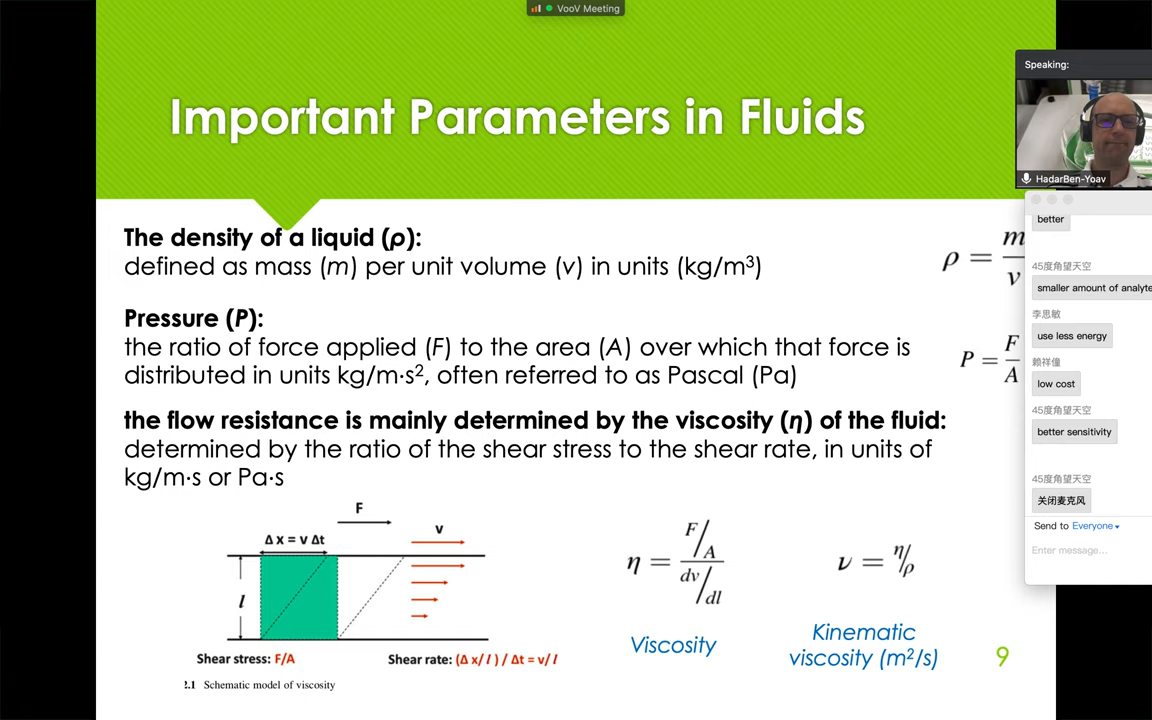 VooV Meeting
Important Parameters in Fluids
Speaking:
HadarBen-Yoav
The density of a liquid (ρ):
defined as mass (m) per unit volume (v) in units (kg/m³)
ρ = m/v
Pressure (P):
the ratio of force applied (F) to the area (A) over which that force is
distributed in units kg/m·s², often referred to as Pascal (Pa)
P = F/A
the flow resistance is mainly determined by the viscosity (η) of the fluid:
determined by the ratio of the shear stress to the shear rate, in units of
kg/m·s or Pa·s
F
v
Δ x = v Δt
l
Shear stress: F/A
Shear rate: (Δ x/ l ) / Δt = v/ l
2.1 Schematic model of viscosity
η = F/A / dv/dl
Viscosity
ν = η/ρ
Kinematic
viscosity (m²/s)
9
better
45度角望天空
smaller amount of analyte
李思敏
use less energy
赖祥僮
low cost
45度角望天空
better sensitivity
45度角望天空
关闭麦克风
Send to Everyone
Enter message...